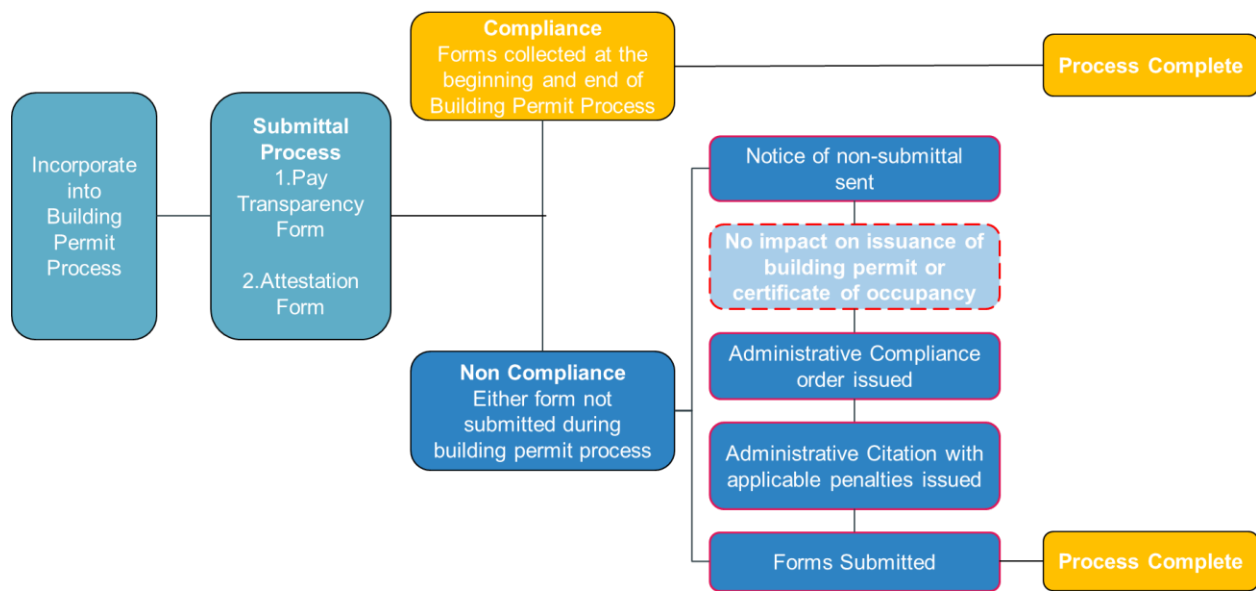 Incorporate
into
Building
Permit
Process
Submittal
Process
1.Pay
Transparency
Form
2.Attestation
Form
Compliance
Forms collected at the
beginning and end of
Building Permit Process
Process Complete
Non Compliance
Either form not
submitted during
building permit process
Notice of non-submittal
sent
No impact on issuance of
building permit or
certificate of occupancy
Administrative Compliance
order issued
Administrative Citation with
applicable penalties issued
Forms Submitted
Process Complete